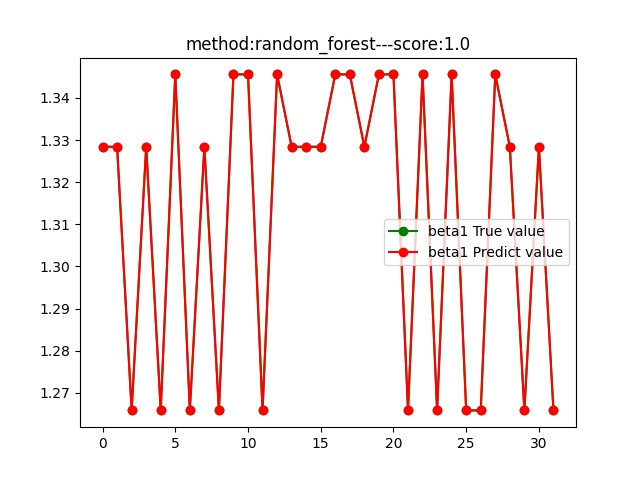 method:random_forest---score:1.0
1.34
1.33
1.32
1.31
1.30
1.29
1.28
1.27
beta1 True value
beta1 Predict value
0 5 10 15 20 25 30